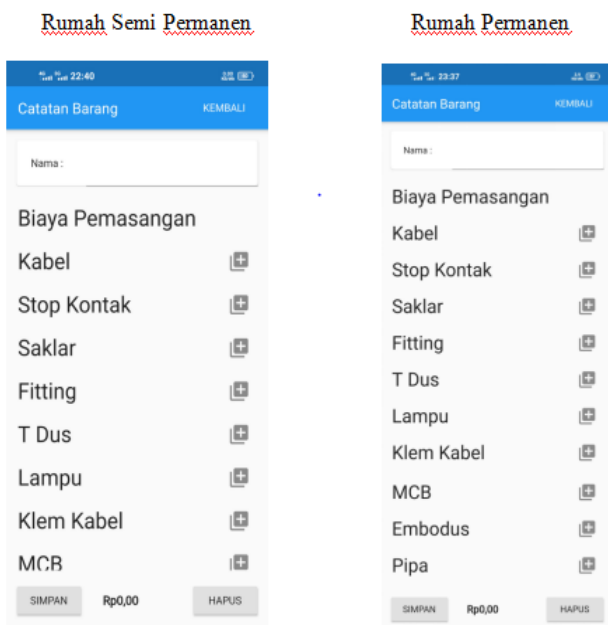 Rumah Semi Permanen
22:40
Catatan Barang KEMBALI
Nama :
Biaya Pemasangan
Kabel
Stop Kontak
Saklar
Fitting
T Dus
Lampu
Klem Kabel
MCB
SIMPAN Rp0,00 HAPUS
Rumah Permanen
23:37
Catatan Barang KEMBALI
Nama :
Biaya Pemasangan
Kabel
Stop Kontak
Saklar
Fitting
T Dus
Lampu
Klem Kabel
MCB
Embodus
Pipa
SIMPAN Rp0,00 HAPUS